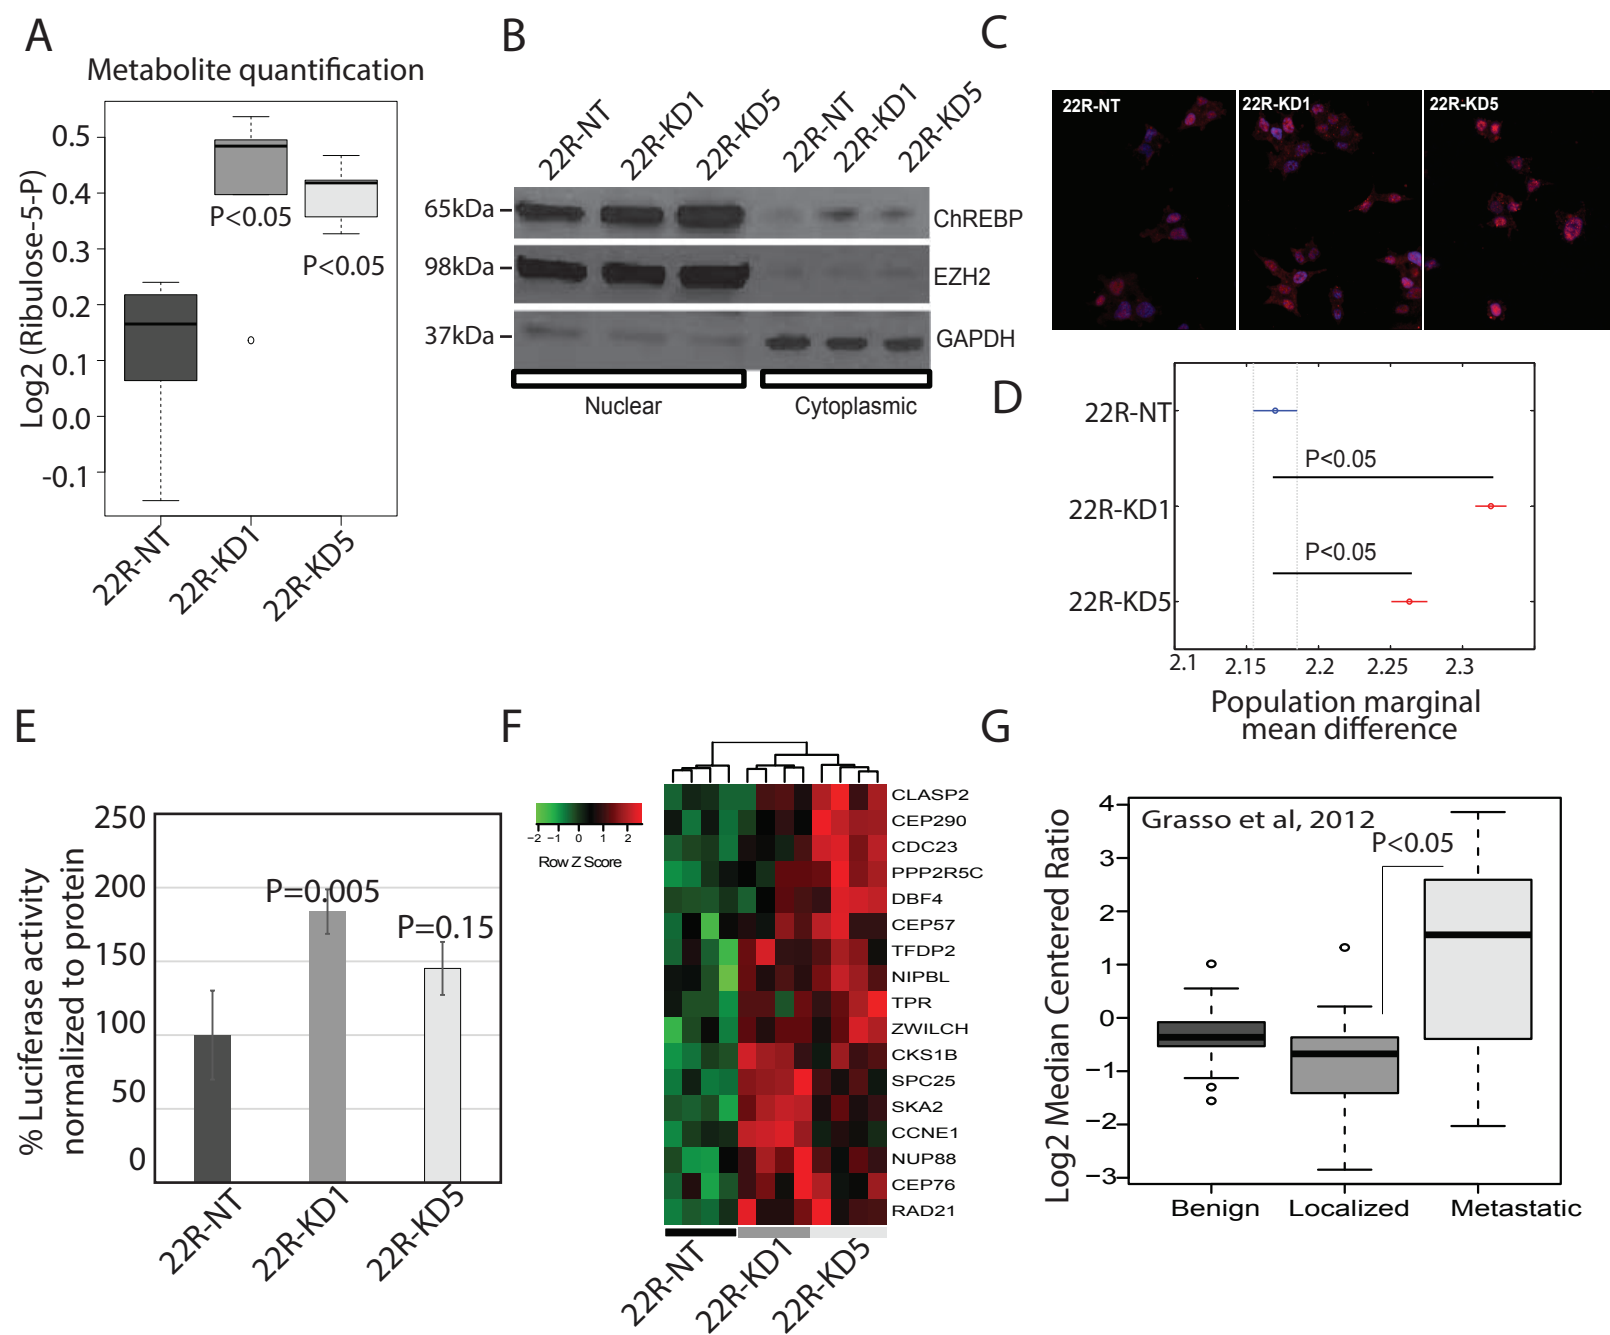 A
Metabolite quantification
Log2 (Ribulose-5-P)
0.5
0.4
0.3
0.2
0.1
0.0
-0.1
P<0.05
P<0.05
22R-NT
22R-KD1
22R-KD5
B
22R-NT
22R-KD1
22R-KD5
22R-NT
22R-KD1
22R-KD5
65kDa
ChREBP
98kDa
EZH2
37kDa
GAPDH
Nuclear
Cytoplasmic
C
22R-NT
22R-KD1
22R-KD5
D
22R-NT
P<0.05
22R-KD1
P<0.05
22R-KD5
2.1
2.15
2.2
2.25
2.3
Population marginal
mean difference
E
% Luciferase activity
normalized to protein
250
200
150
100
50
0
P=0.005
P=0.15
22R-NT
22R-KD1
22R-KD5
F
−2 −1 0 1 2
Row Z Score
CLASP2
CEP290
CDC23
PPP2R5C
DBF4
CEP57
TFDP2
NIPBL
TPR
ZWILCH
CKS1B
SPC25
SKA2
CCNE1
NUP88
CEP76
RAD21
22R-NT
22R-KD1
22R-KD5
G
Log2 Median Centered Ratio
4
3
2
1
0
−1
−2
−3
Grasso et al, 2012
P<0.05
Benign
Localized
Metastatic